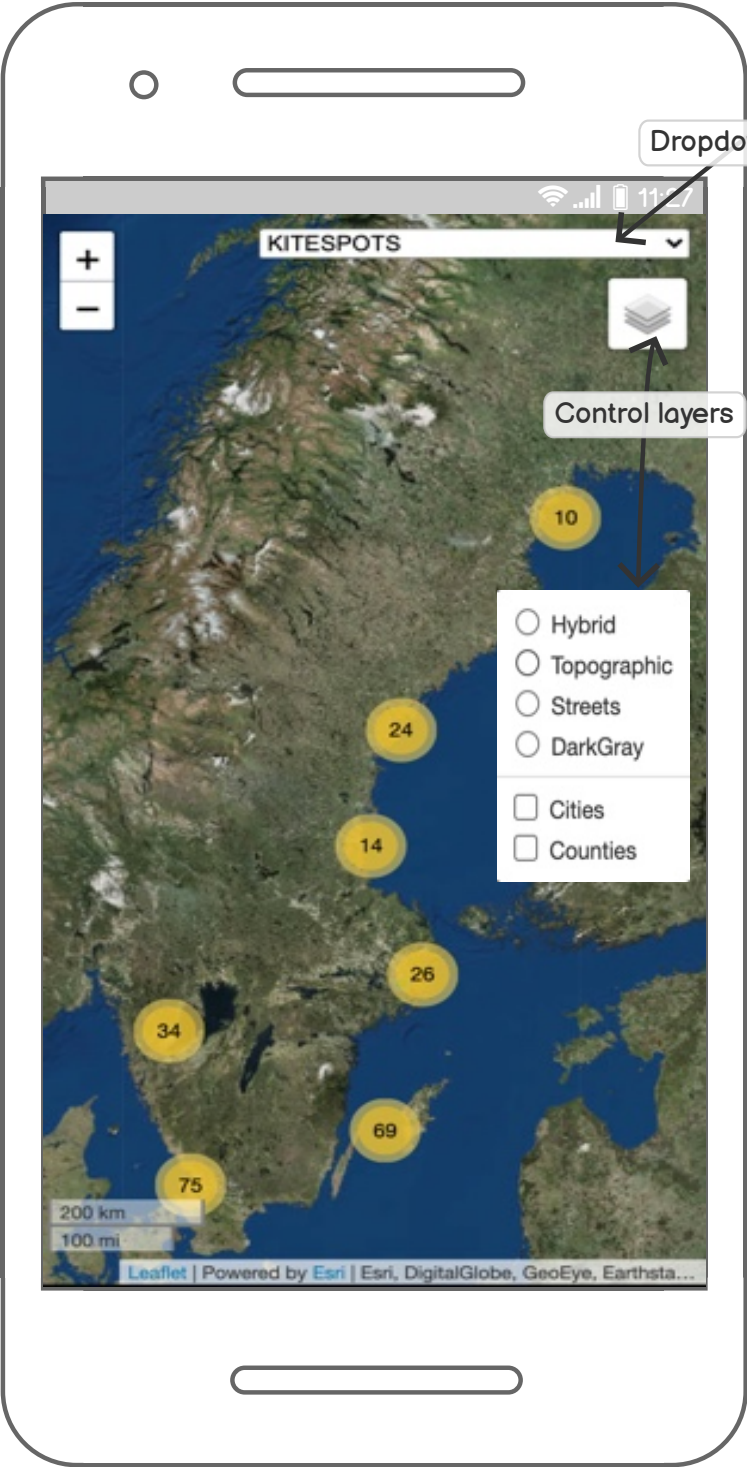 Dropdo
11:27
+
KITESPOTS
−
Control layers
10
Hybrid
Topographic
24
Streets
DarkGray
Cities
14
Counties
26
34
69
75
200 km
100 mi
Leaflet | Powered by Esri | Esri, DigitalGlobe, GeoEye, Earthsta...